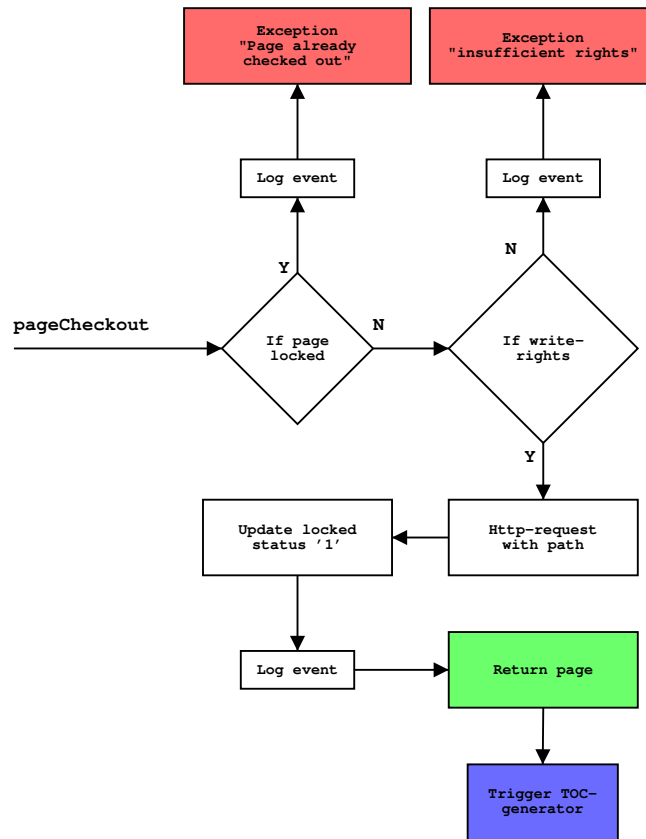 Exception
"Page already
checked out"
Exception
"insufficient rights"
Log event
Log event
Y
N
pageCheckout
If page
locked
N
If write-
rights
Y
Update locked
status '1'
Http-request
with path
Log event
Return page
Trigger TOC-
generator